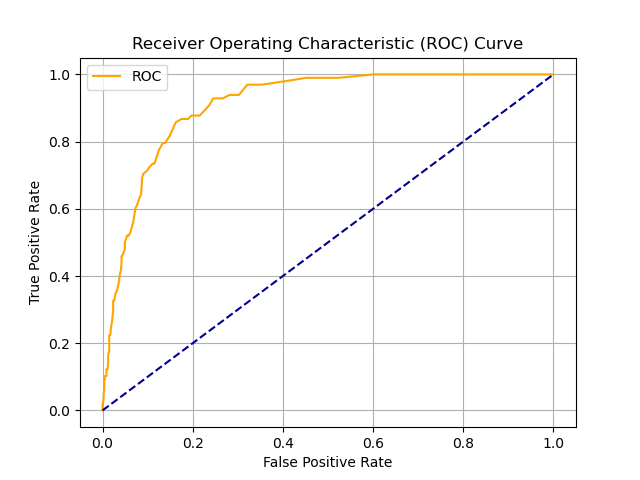 Receiver Operating Characteristic (ROC) Curve
ROC
True Positive Rate
1.0
0.8
0.6
0.4
0.2
0.0
0.0 0.2 0.4 0.6 0.8 1.0
False Positive Rate